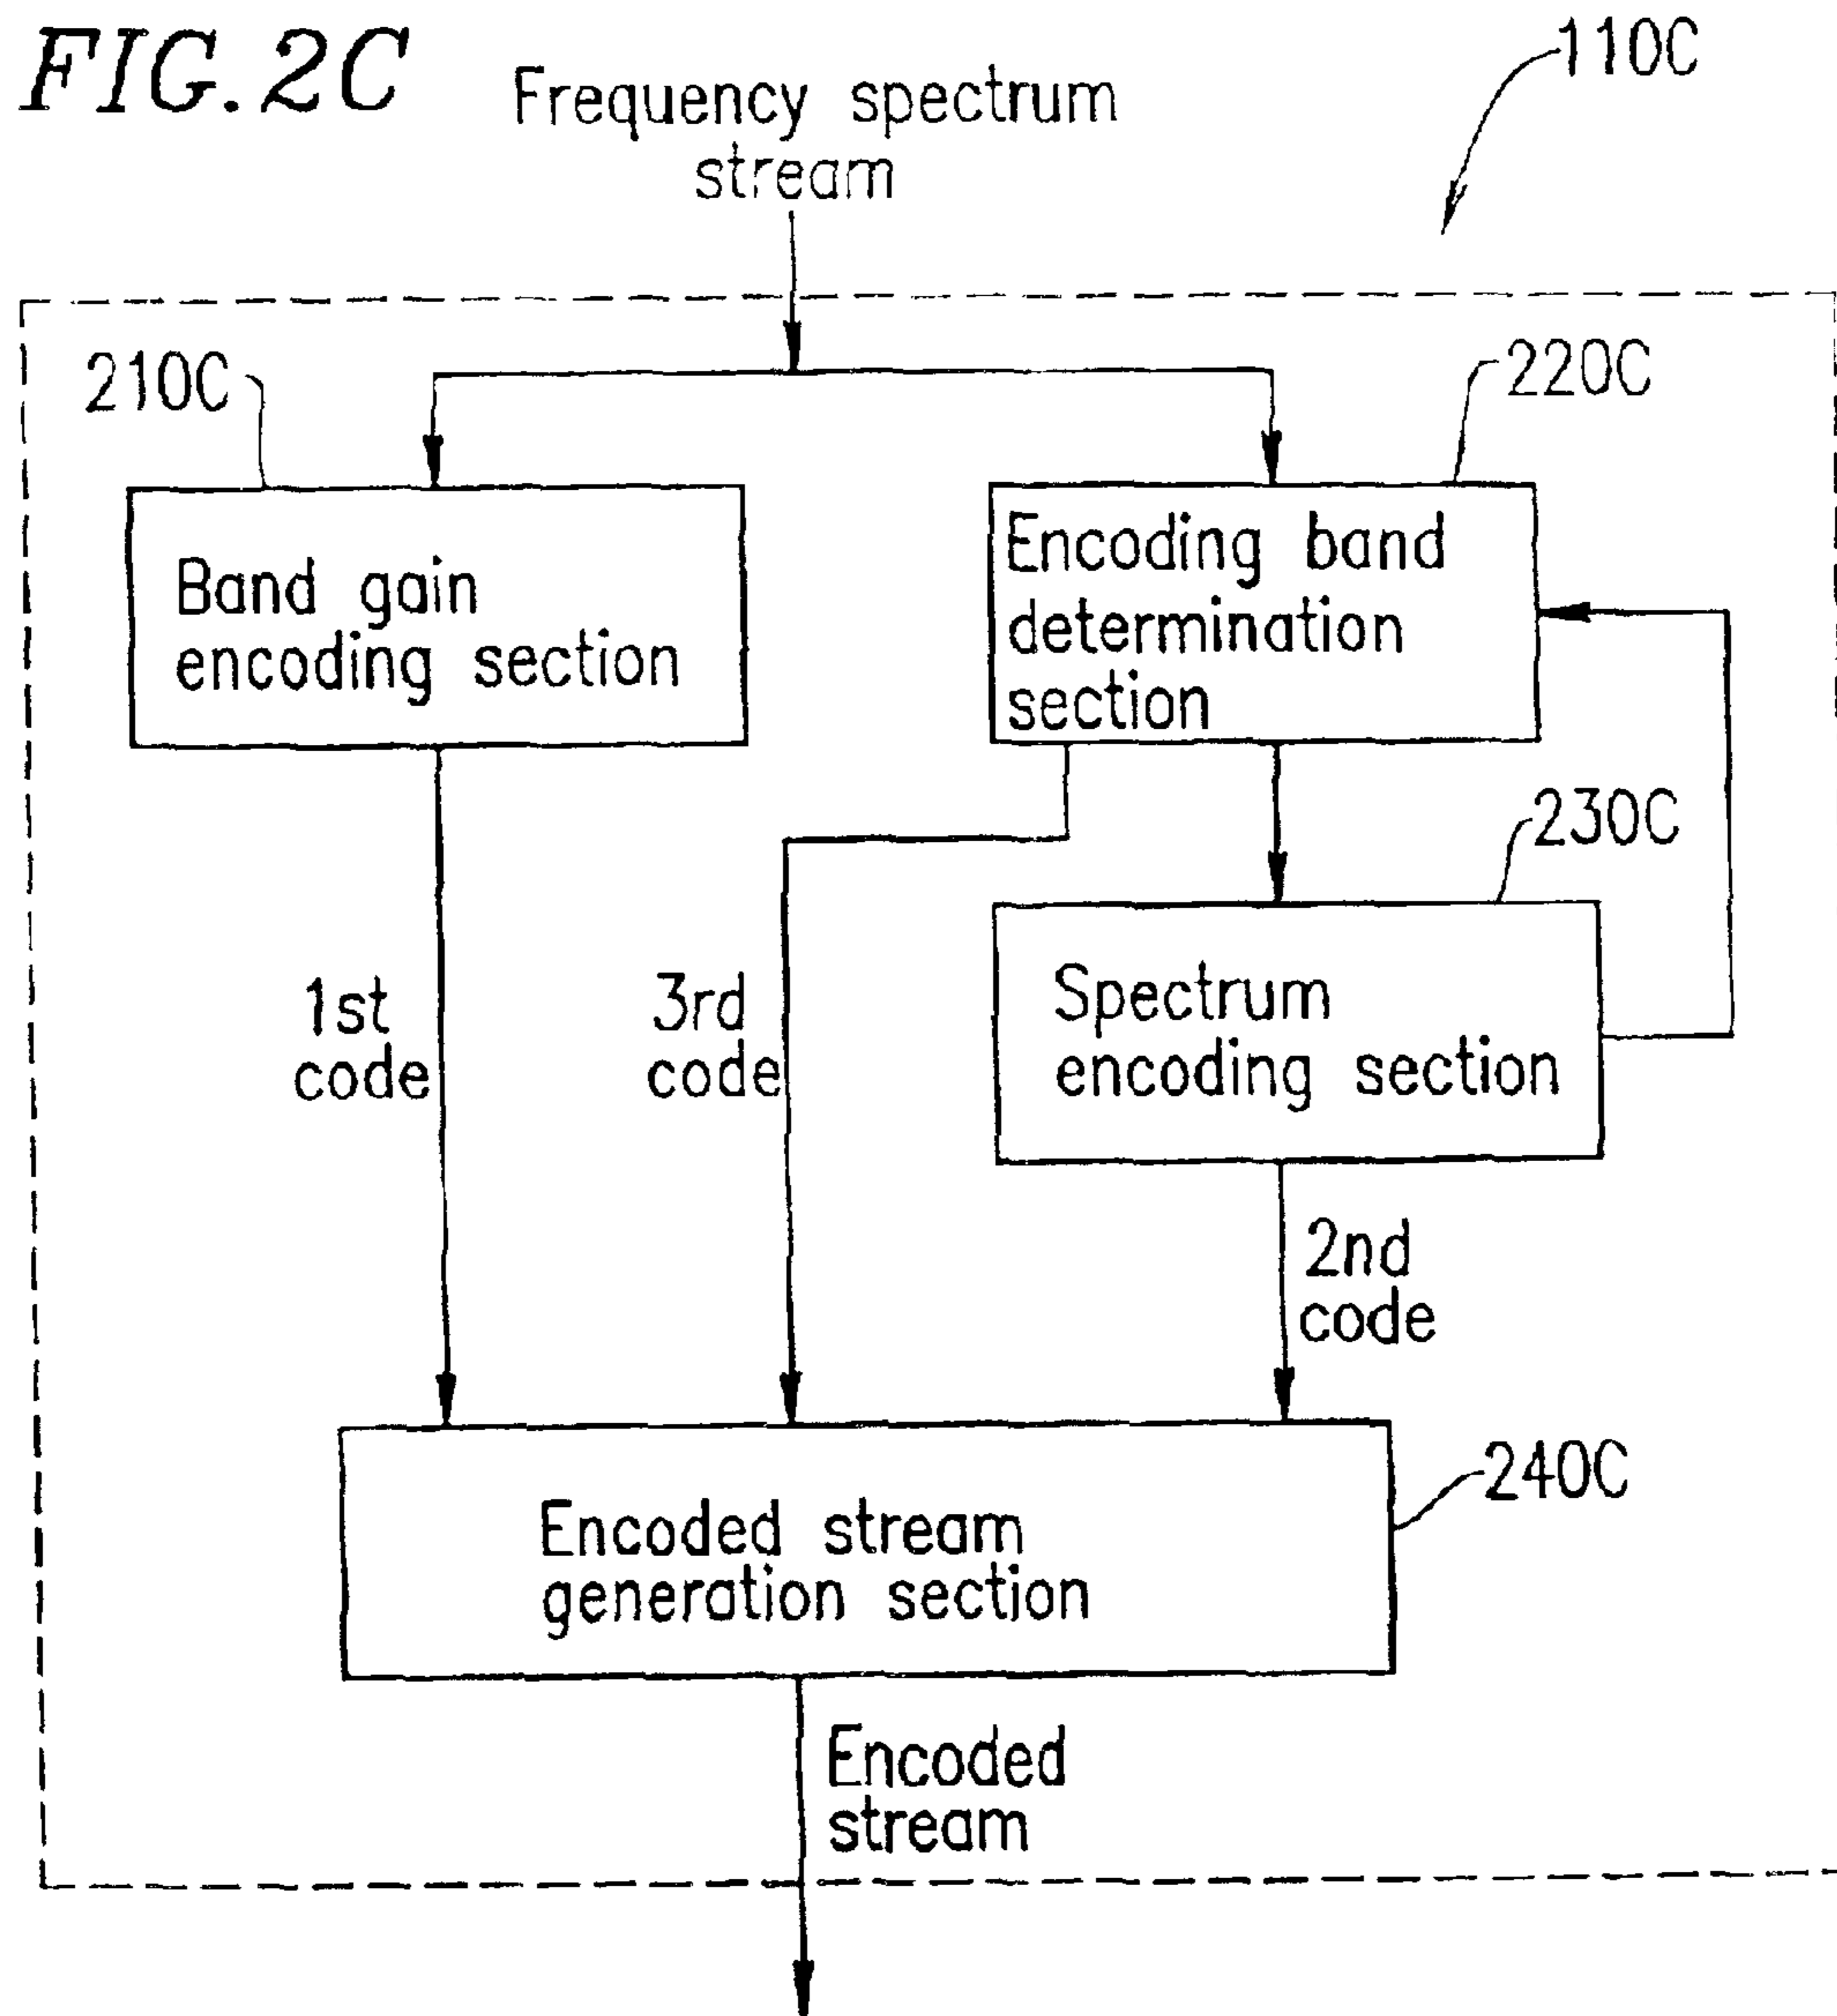 FIG. 2C
110C
Frequency spectrum
stream
210C
220C
Band gain
encoding section
Encoding band
determination
section
230C
Spectrum
encoding section
1st
code
3rd
code
2nd
code
240C
Encoded stream
generation section
Encoded
stream